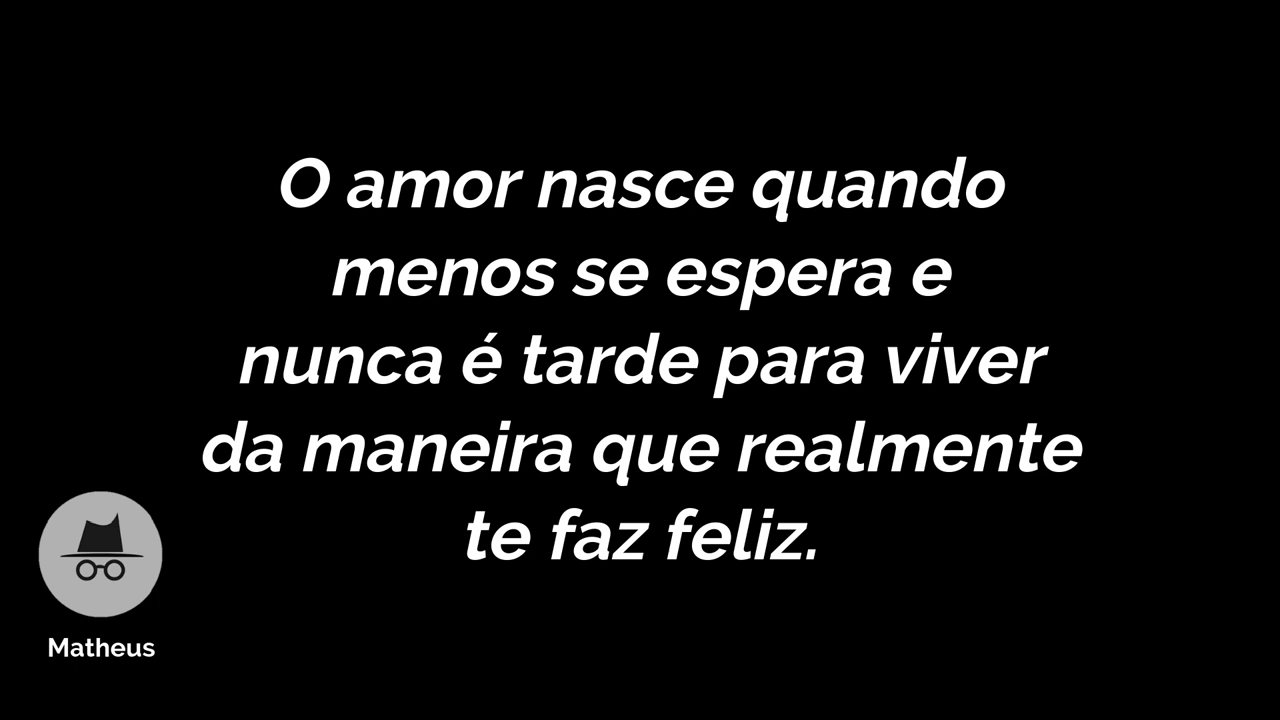 O amor nasce quando
menos se espera e
nunca é tarde para viver
da maneira que realmente
te faz feliz.
Matheus